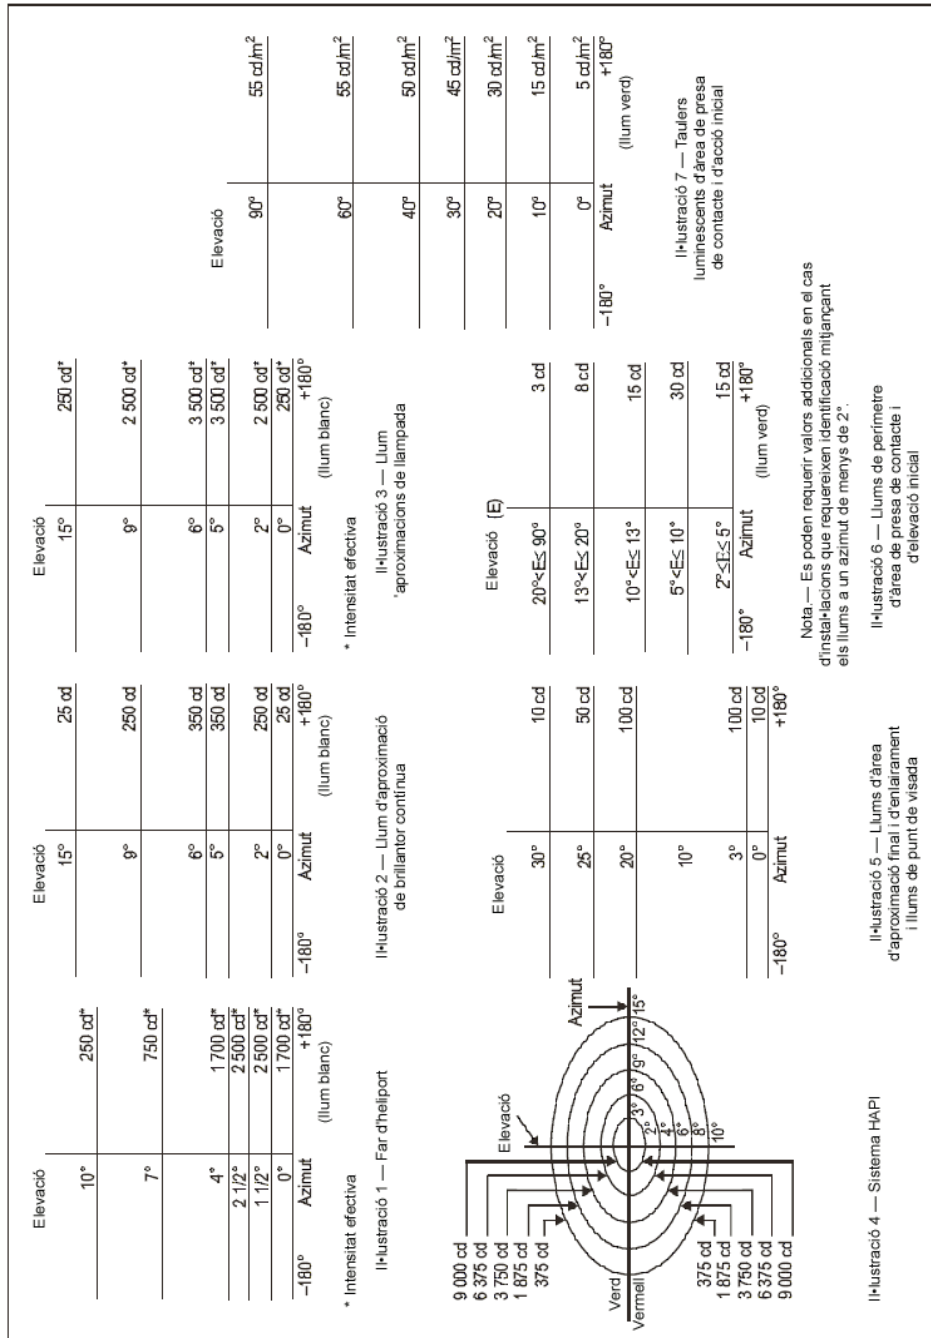 Elevació
10° 250 cd*
7° 750 cd*
4° 1 700 cd*
2 1/2° 2 500 cd*
1 1/2° 2 500 cd*
0° 1 700 cd*
–180° Azimut +180°
(llum blanc)
* Intensitat efectiva
Il•lustració 1 — Far d'heliport
Elevació
15° 25 cd
9° 250 cd
6° 350 cd
5° 350 cd
2° 250 cd
0° 25 cd
–180° Azimut +180°
(llum blanc)
Il•lustració 2 — Llum d'aproximació
de brillantor contínua
Elevació
15° 250 cd*
9° 2 500 cd*
6° 3 500 cd*
5° 3 500 cd*
2° 2 500 cd*
0° 250 cd*
–180° Azimut +180°
(llum blanc)
* Intensitat efectiva
Il•lustració 3 — Llum
'aproximacions de llampada
Elevació
90° 55 cd/m²
60° 55 cd/m²
40° 50 cd/m²
30° 45 cd/m²
20° 30 cd/m²
10° 15 cd/m²
0° 5 cd/m²
–180° Azimut +180°
(llum verd)
Il•lustració 7 — Taulers
luminescents d'àrea de presa
de contacte i d'acció inicial
9 000 cd
6 375 cd
3 750 cd
1 875 cd
375 cd
Elevació
Azimut
Verd
Vermell
3° 6° 9° 12° 15°
2° 4° 6° 8° 10°
375 cd
1 875 cd
3 750 cd
6 375 cd
9 000 cd
Il•lustració 4 — Sistema HAPI
Elevació
30° 10 cd
25° 50 cd
20° 100 cd
10°
3° 100 cd
0° 10 cd
–180° Azimut +180°
Il•lustració 5 — Llums d'àrea
d'aproximació final i d'enlairament
i llums de punt de visada
Elevació (E)
20°<E≤ 90° 3 cd
13°<E≤ 20° 8 cd
10°<E≤ 13° 15 cd
5°<E≤ 10° 30 cd
2°≤E≤ 5° 15 cd
–180° Azimut +180°
(llum verd)
Nota.— Es poden requerir valors addicionals en el cas
d'instal•lacions que requereixen identificació mitjançant
els llums a un azimut de menys de 2°.
Il•lustració 6 — Llums de perímetre
d'àrea de presa de contacte i
d'elevació inicial